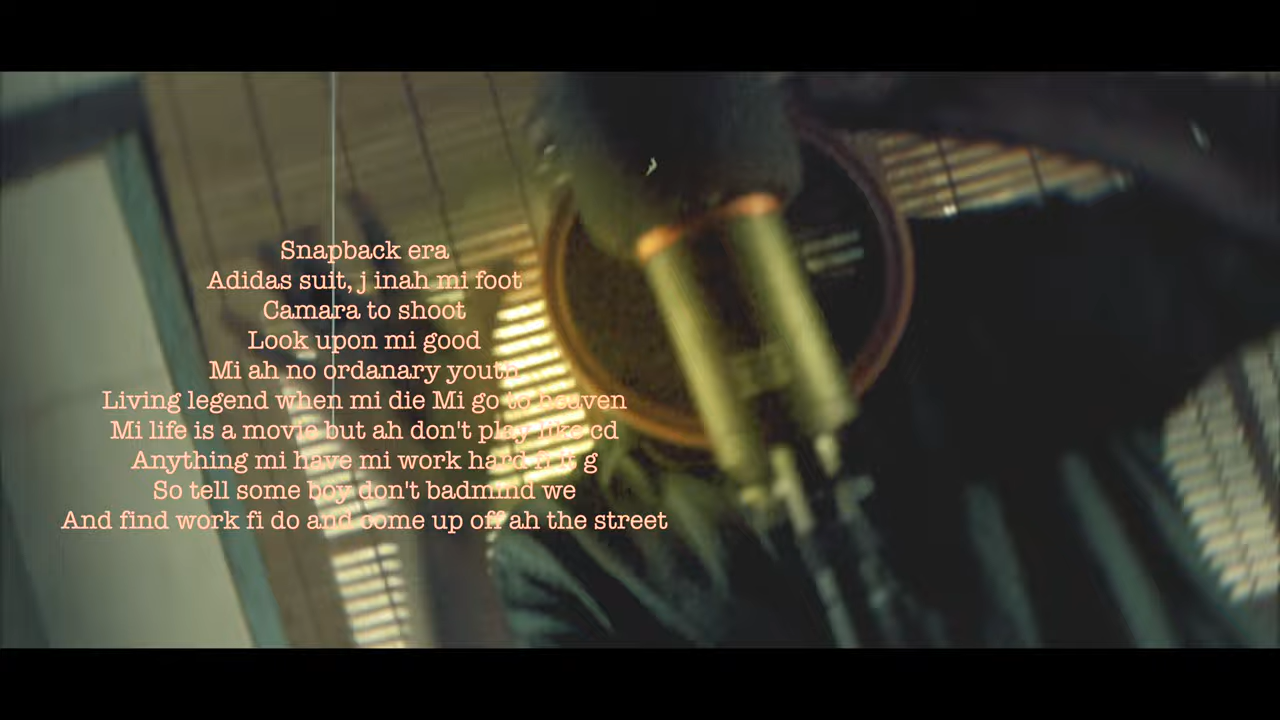 Snapback era
Adidas suit, j inah mi foot
Camara to shoot
Look upon mi good
Mi ah no ordanary youth
Living legend when mi die Mi go to heaven
Mi life is a movie but ah don't play like cd
Anything mi have mi work hard fi it g
So tell some boy don't badmind we
And find work fi do and come up off ah the street